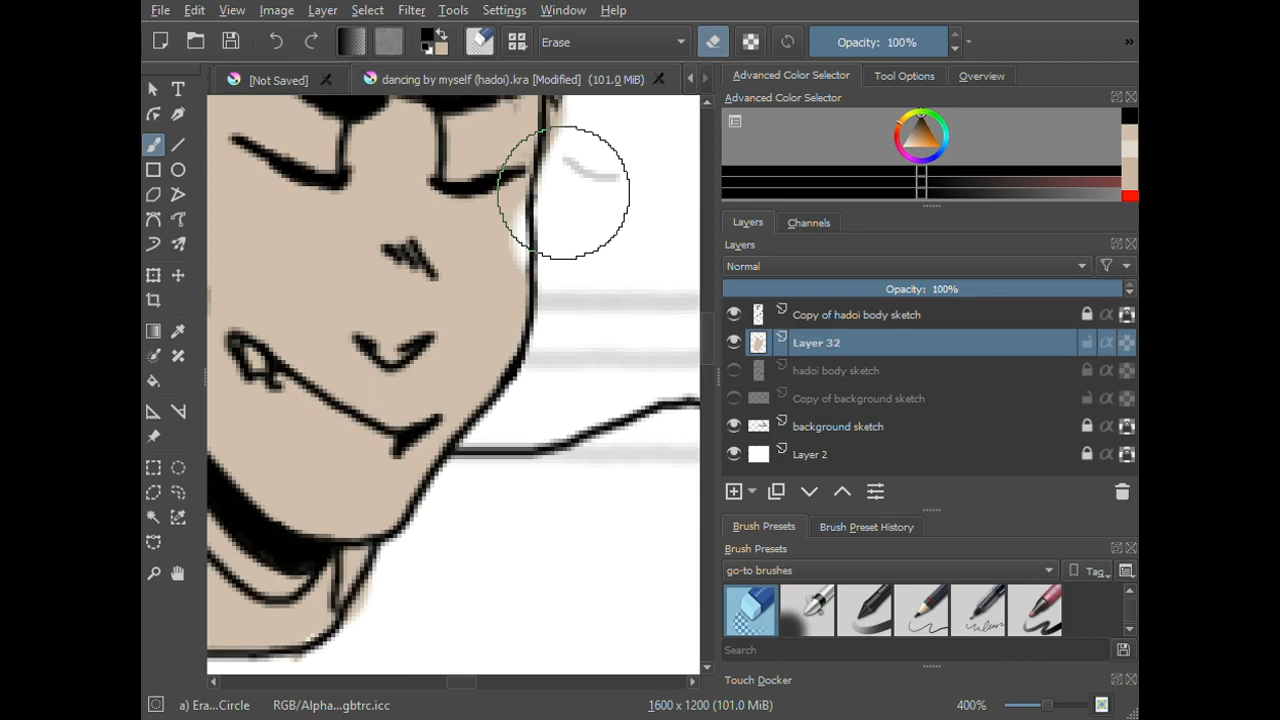 File Edit View Image Layer Select Filter Tools Settings Window Help
Erase Opacity: 100% »
[Not Saved] dancing by myself (hadoi).kra [Modified] (101.0 MiB)
Advanced Color Selector Tool Options Overview
Advanced Color Selector
Layers Channels
Layers
Normal
Opacity: 100%
Copy of hadoi body sketch
Layer 32
hadoi body sketch
Copy of background sketch
background sketch
Layer 2
Brush Presets Brush Preset History
Brush Presets
go-to brushes Tag
Search
Touch Docker
a) Era...Circle RGB/Alpha...gbtrc.icc 1600 x 1200 (101.0 MiB) 400%